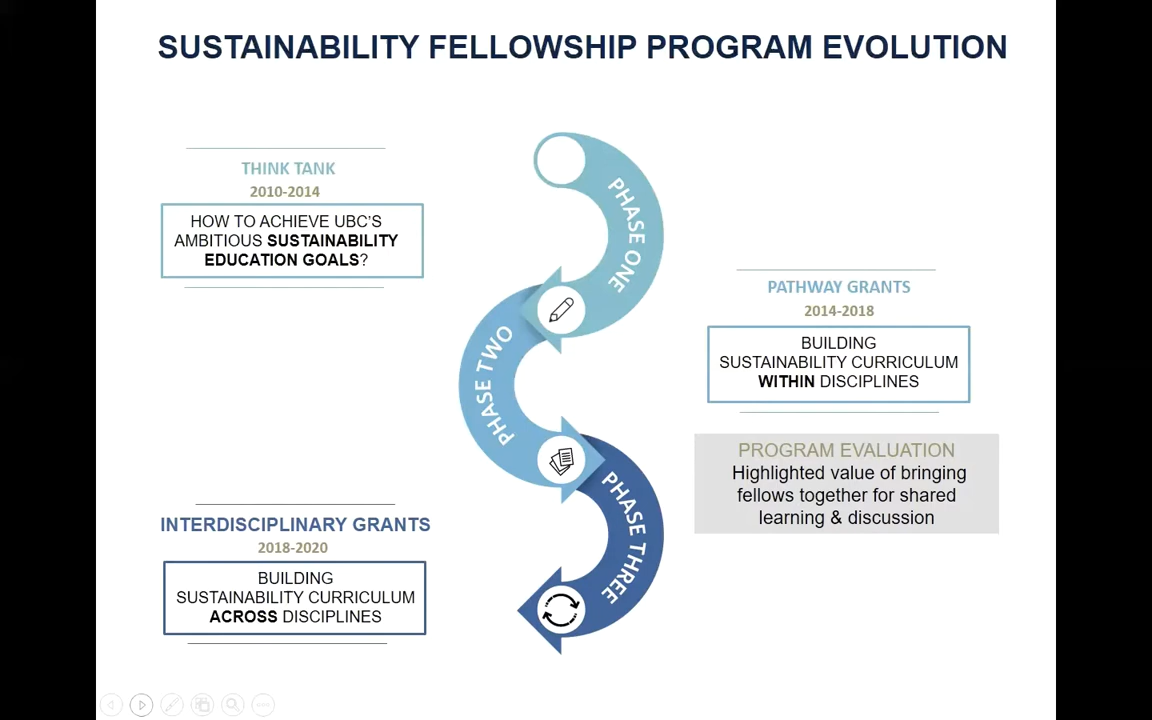 SUSTAINABILITY FELLOWSHIP PROGRAM EVOLUTION
THINK TANK
2010-2014
HOW TO ACHIEVE UBC'S
AMBITIOUS SUSTAINABILITY
EDUCATION GOALS?
PHASE ONE
PATHWAY GRANTS
2014-2018
BUILDING
SUSTAINABILITY CURRICULUM
WITHIN DISCIPLINES
PHASE TWO
PROGRAM EVALUATION
Highlighted value of bringing
fellows together for shared
learning & discussion
PHASE THREE
INTERDISCIPLINARY GRANTS
2018-2020
BUILDING
SUSTAINABILITY CURRICULUM
ACROSS DISCIPLINES